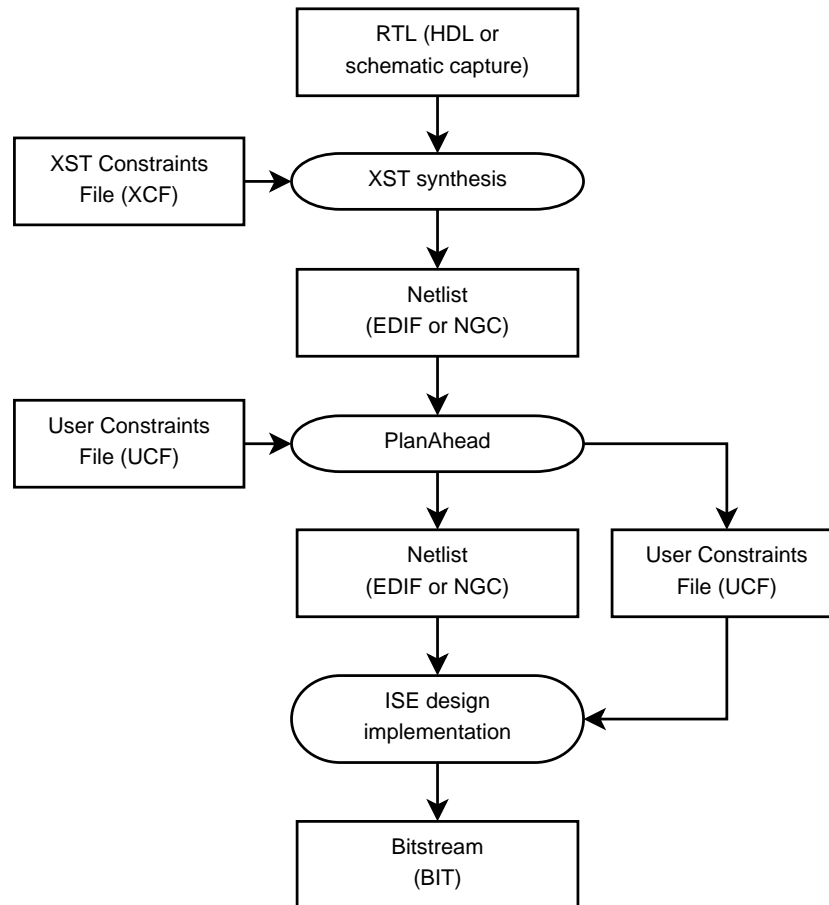 RTL (HDL or
schematic capture)
XST Constraints
File (XCF)
XST synthesis
Netlist
(EDIF or NGC)
User Constraints
File (UCF)
PlanAhead
Netlist
(EDIF or NGC)
User Constraints
File (UCF)
ISE design
implementation
Bitstream
(BIT)